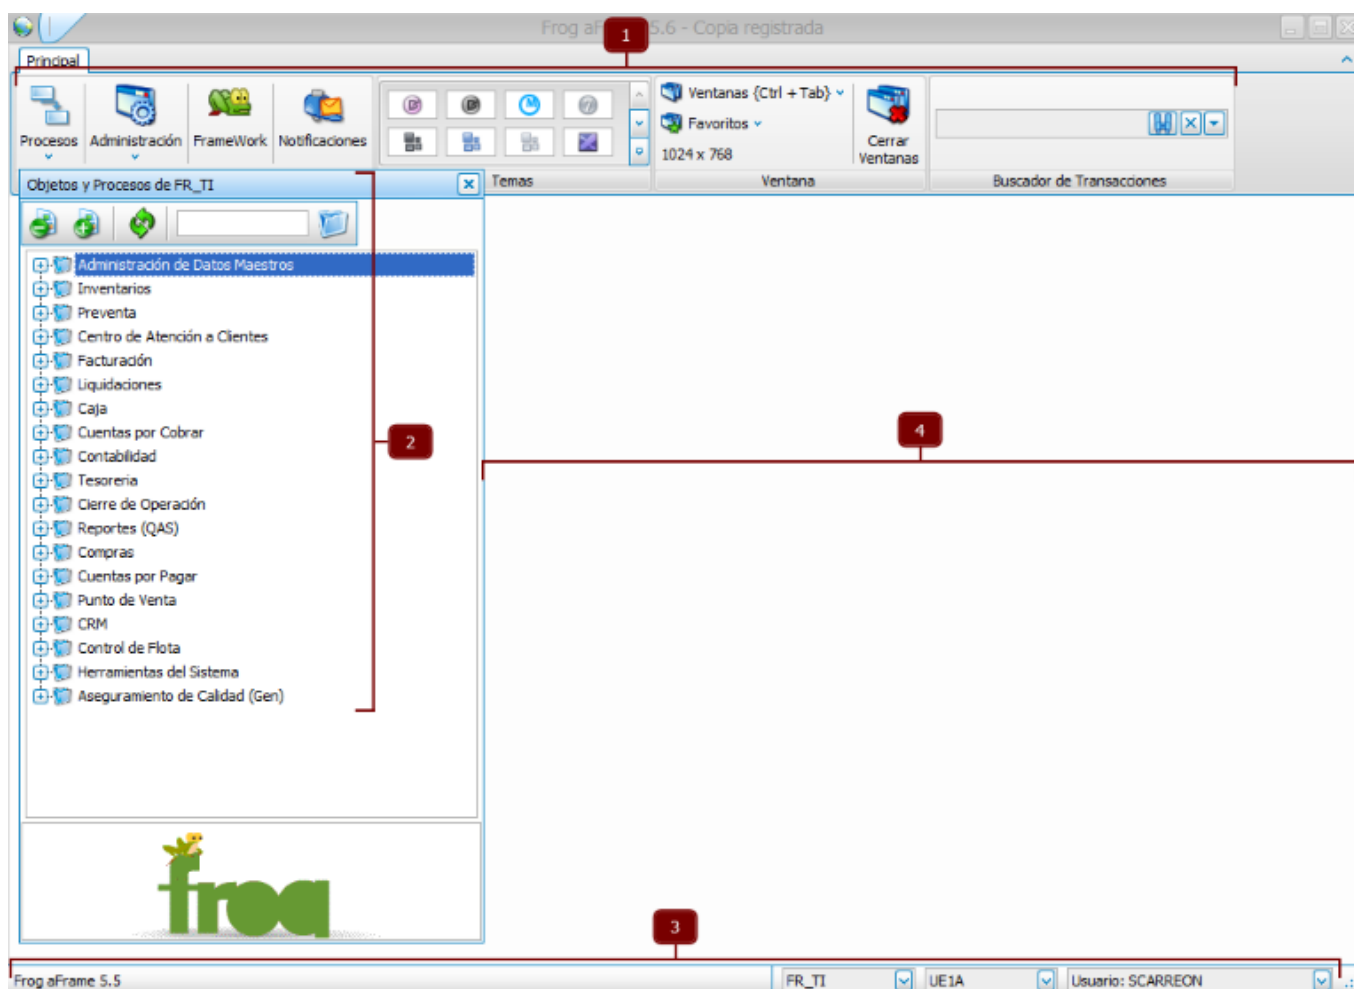 Frog aF 5.6 - Copia registrada
1
Principal
Procesos
Administración
FrameWork
Notificaciones
Ventanas {Ctrl + Tab}
Favoritos
1024 x 768
Cerrar
Ventanas
Temas
Ventana
Buscador de Transacciones
Objetos y Procesos de FR_TI
Administración de Datos Maestros
Inventarios
Preventa
Centro de Atención a Clientes
Facturación
Liquidaciones
Caja
Cuentas por Cobrar
2
4
Contabilidad
Tesoreria
Cierre de Operación
Reportes (QAS)
Compras
Cuentas por Pagar
Punto de Venta
CRM
Control de Flota
Herramientas del Sistema
Aseguramiento de Calidad (Gen)
frog
3
Frog aFrame 5.5
FR_TI
UE1A
Usuario: SCARREON